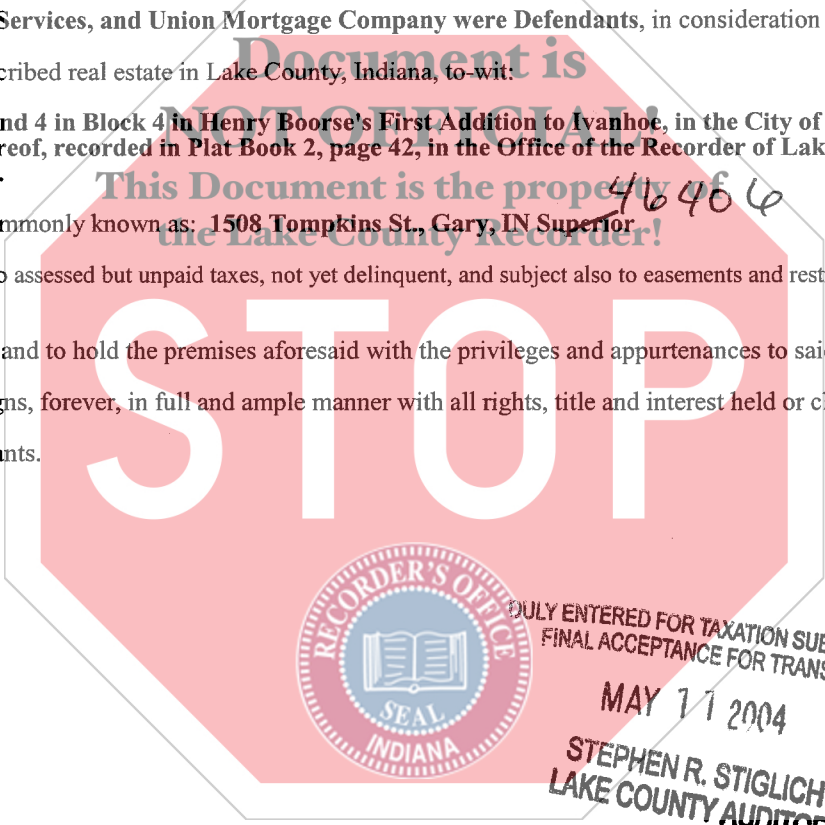 Services, and Union Mortgage Company were Defendants, in consideration
Document is
cribed real estate in Lake County, Indiana, to-wit:
NOT OFFICIAL!
nd 4 in Block 4 in Henry Boorse's First Addition to Ivanhoe, in the City of
reof, recorded in Plat Book 2, page 42, in the Office of the Recorder of Lak
This Document is the property of
46406
mmonly known as: 1508 Tompkins St., Gary, IN Superior
the Lake County Recorder!
o assessed but unpaid taxes, not yet delinquent, and subject also to easements and rest
STOP
and to hold the premises aforesaid with the privileges and appurtenances to sai
gns, forever, in full and ample manner with all rights, title and interest held or cl
nts.
RECORDER'S OFFICE
SEAL
INDIANA
DULY ENTERED FOR TAXATION SUB
FINAL ACCEPTANCE FOR TRANS
MAY 11 2004
STEPHEN R. STIGLICH
LAKE COUNTY AUDITOR